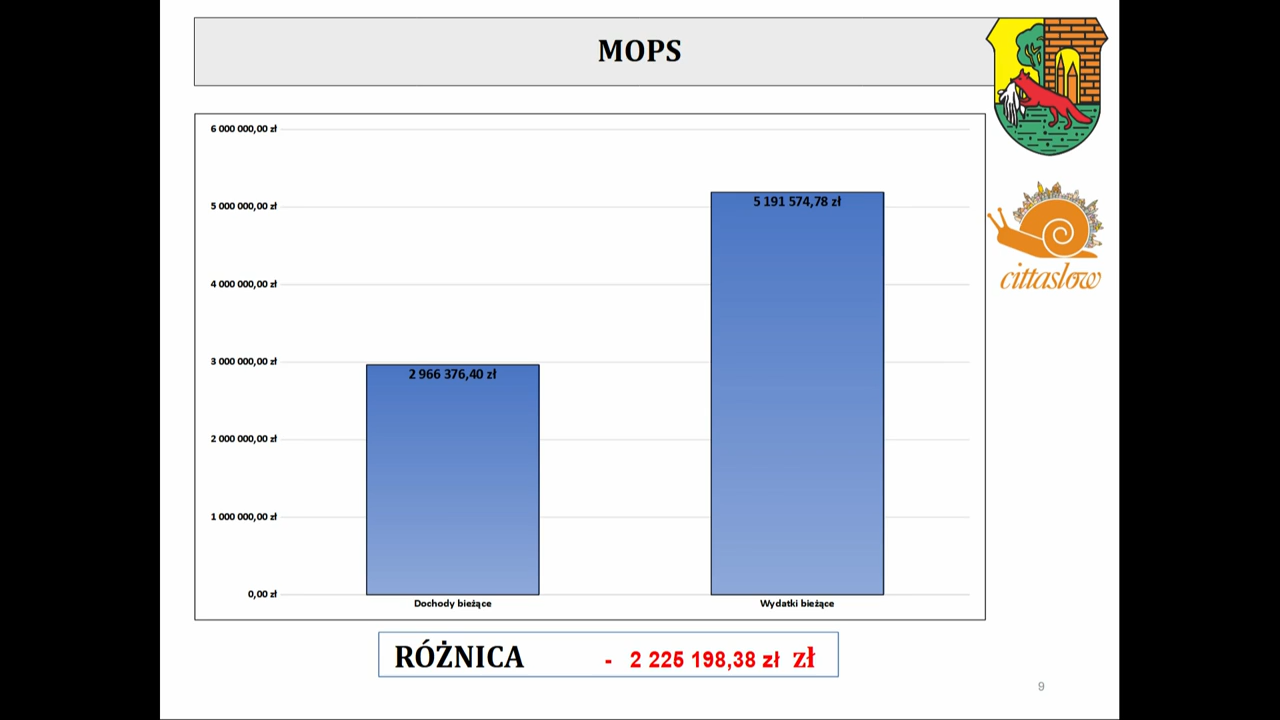 MOPS
6 000 000,00 zł
5 000 000,00 zł
4 000 000,00 zł
3 000 000,00 zł
2 000 000,00 zł
1 000 000,00 zł
0,00 zł
2 966 376,40 zł
5 191 574,78 zł
Dochody bieżące
Wydatki bieżące
cittaslow
RÓŻNICA - 2 225 198,38 zł zł
9